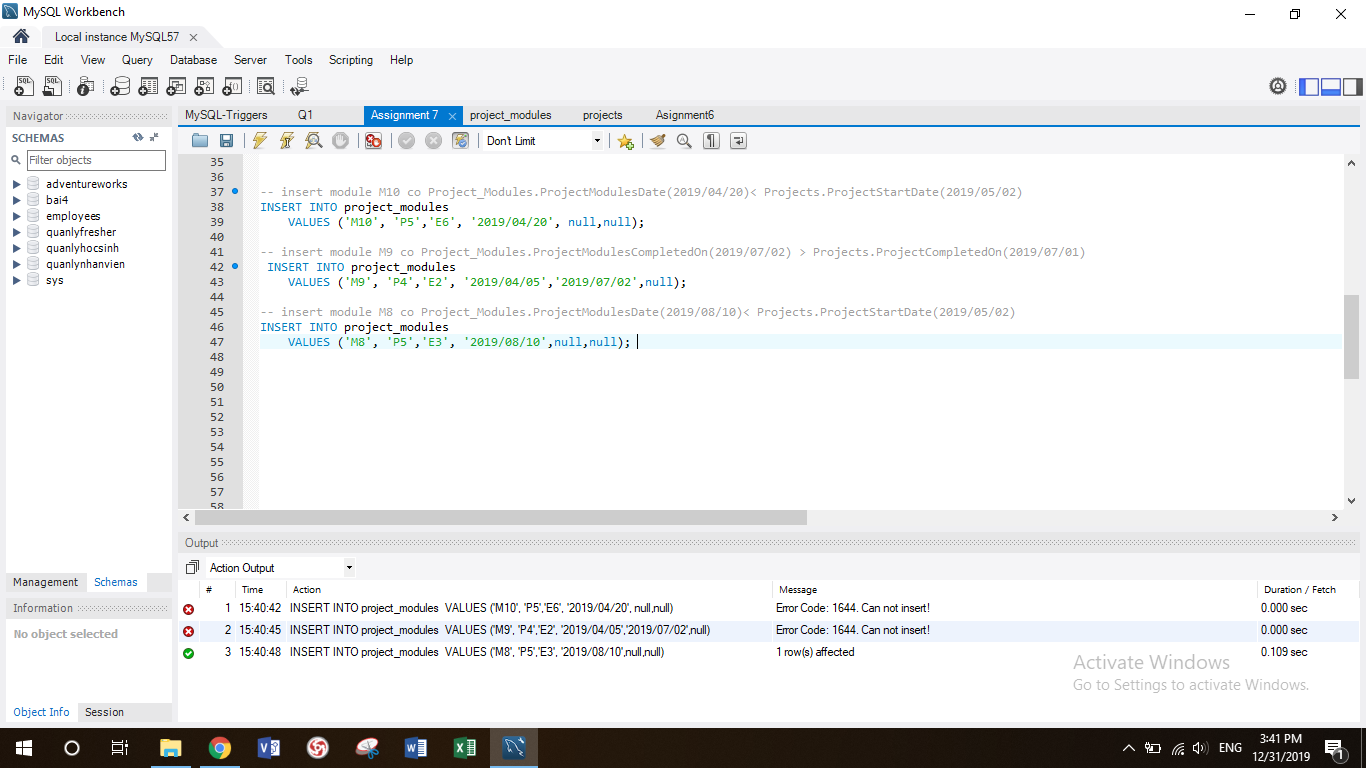 MySQL Workbench
Local instance MySQL57
File Edit View Query Database Server Tools Scripting Help
Navigator
SCHEMAS
Filter objects
adventureworks
bai4
employees
quanlyfresher
quanlyhocsinh
quanlynhanvien
sys
Management Schemas
Information
No object selected
Object Info Session
MySQL-Triggers Q1 Assignment 7 project_modules projects Asignment6
Don't Limit
35
36
37 -- insert module M10 co Project_Modules.ProjectModulesDate(2019/04/20)< Projects.ProjectStartDate(2019/05/02)
38 INSERT INTO project_modules
39 VALUES ('M10', 'P5','E6', '2019/04/20', null,null);
40
41 -- insert module M9 co Project_Modules.ProjectModulesCompletedOn(2019/07/02) > Projects.ProjectCompletedOn(2019/07/01)
42 INSERT INTO project_modules
43 VALUES ('M9', 'P4','E2', '2019/04/05','2019/07/02',null);
44
45 -- insert module M8 co Project_Modules.ProjectModulesDate(2019/08/10)< Projects.ProjectStartDate(2019/05/02)
46 INSERT INTO project_modules
47 VALUES ('M8', 'P5','E3', '2019/08/10',null,null);
48
49
50
51
52
53
54
55
56
57
58
Output
Action Output
# Time Action Message Duration / Fetch
1 15:40:42 INSERT INTO project_modules VALUES ('M10', 'P5','E6', '2019/04/20', null,null) Error Code: 1644. Can not insert! 0.000 sec
2 15:40:45 INSERT INTO project_modules VALUES ('M9', 'P4','E2', '2019/04/05','2019/07/02',null) Error Code: 1644. Can not insert! 0.000 sec
3 15:40:48 INSERT INTO project_modules VALUES ('M8', 'P5','E3', '2019/08/10',null,null) 1 row(s) affected 0.109 sec
Activate Windows
Go to Settings to activate Windows.
ENG
3:41 PM
12/31/2019
1